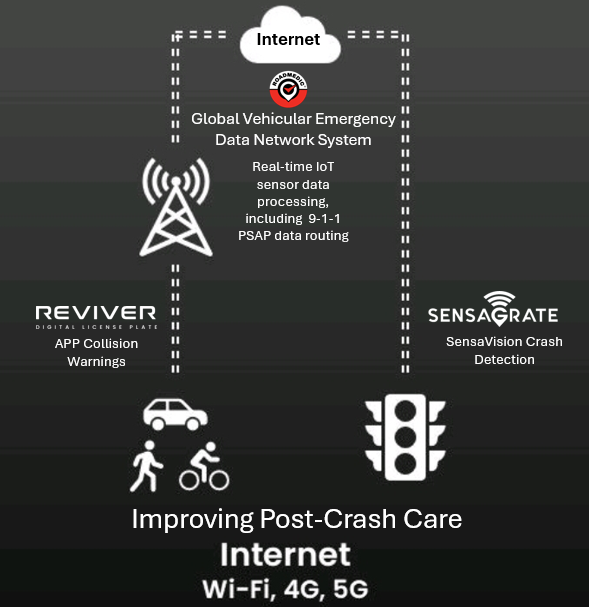 Internet
ROADMEDIC
Global Vehicular Emergency
Data Network System
Real-time IoT
sensor data
processing,
including 9-1-1
PSAP data routing
REVIVER
DIGITAL LICENSE PLATE
APP Collision
Warnings
SENSAGRATE
SensaVision Crash
Detection
Improving Post-Crash Care
Internet
Wi-Fi, 4G, 5G